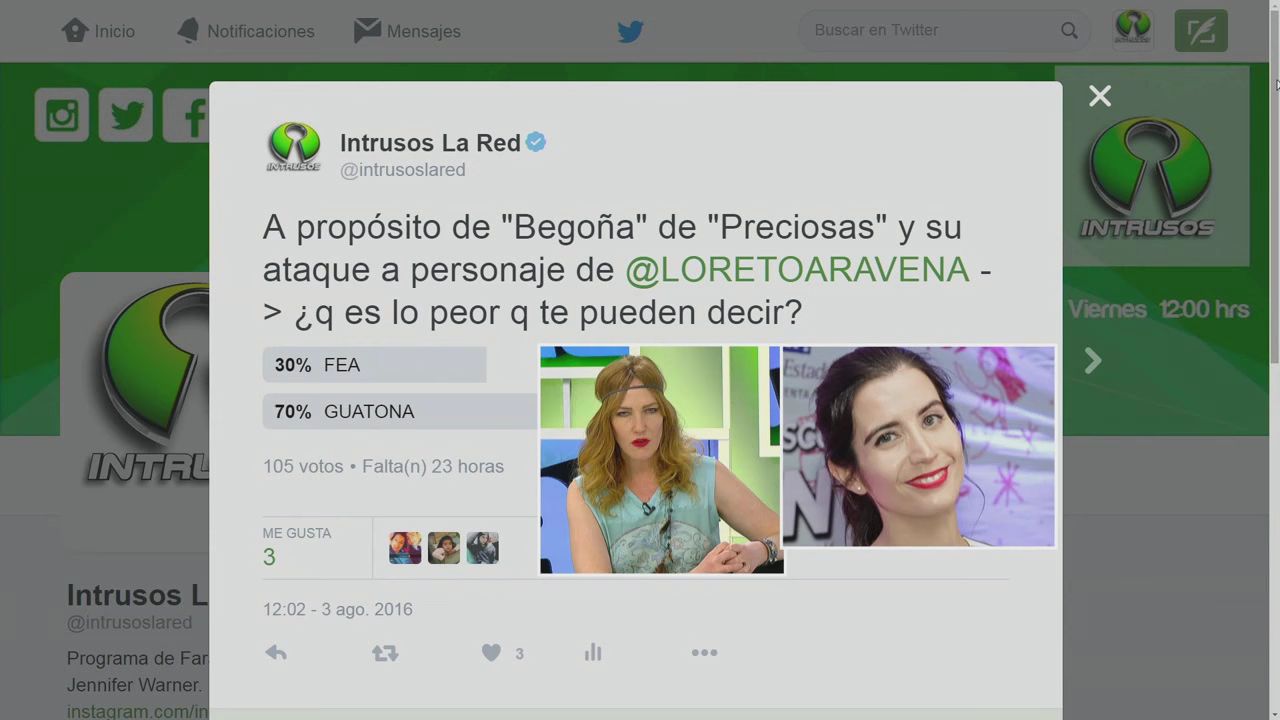 Inicio
Notificaciones
Mensajes
Buscar en Twitter
INTRUSOS
Intrusos La Red
@intrusoslared
INTRUSOS
A propósito de "Begoña" de "Preciosas" y su
ataque a personaje de @LORETOARAVENA -
> ¿q es lo peor q te pueden decir?
Viernes 12:00 hrs
30% FEA
70% GUATONA
105 votos • Falta(n) 23 horas
ME GUSTA
3
12:02 - 3 ago. 2016
3
INTRUSOS
Intrusos L
@intrusoslared
Programa de Far
Jennifer Warner.
instagram.com/in